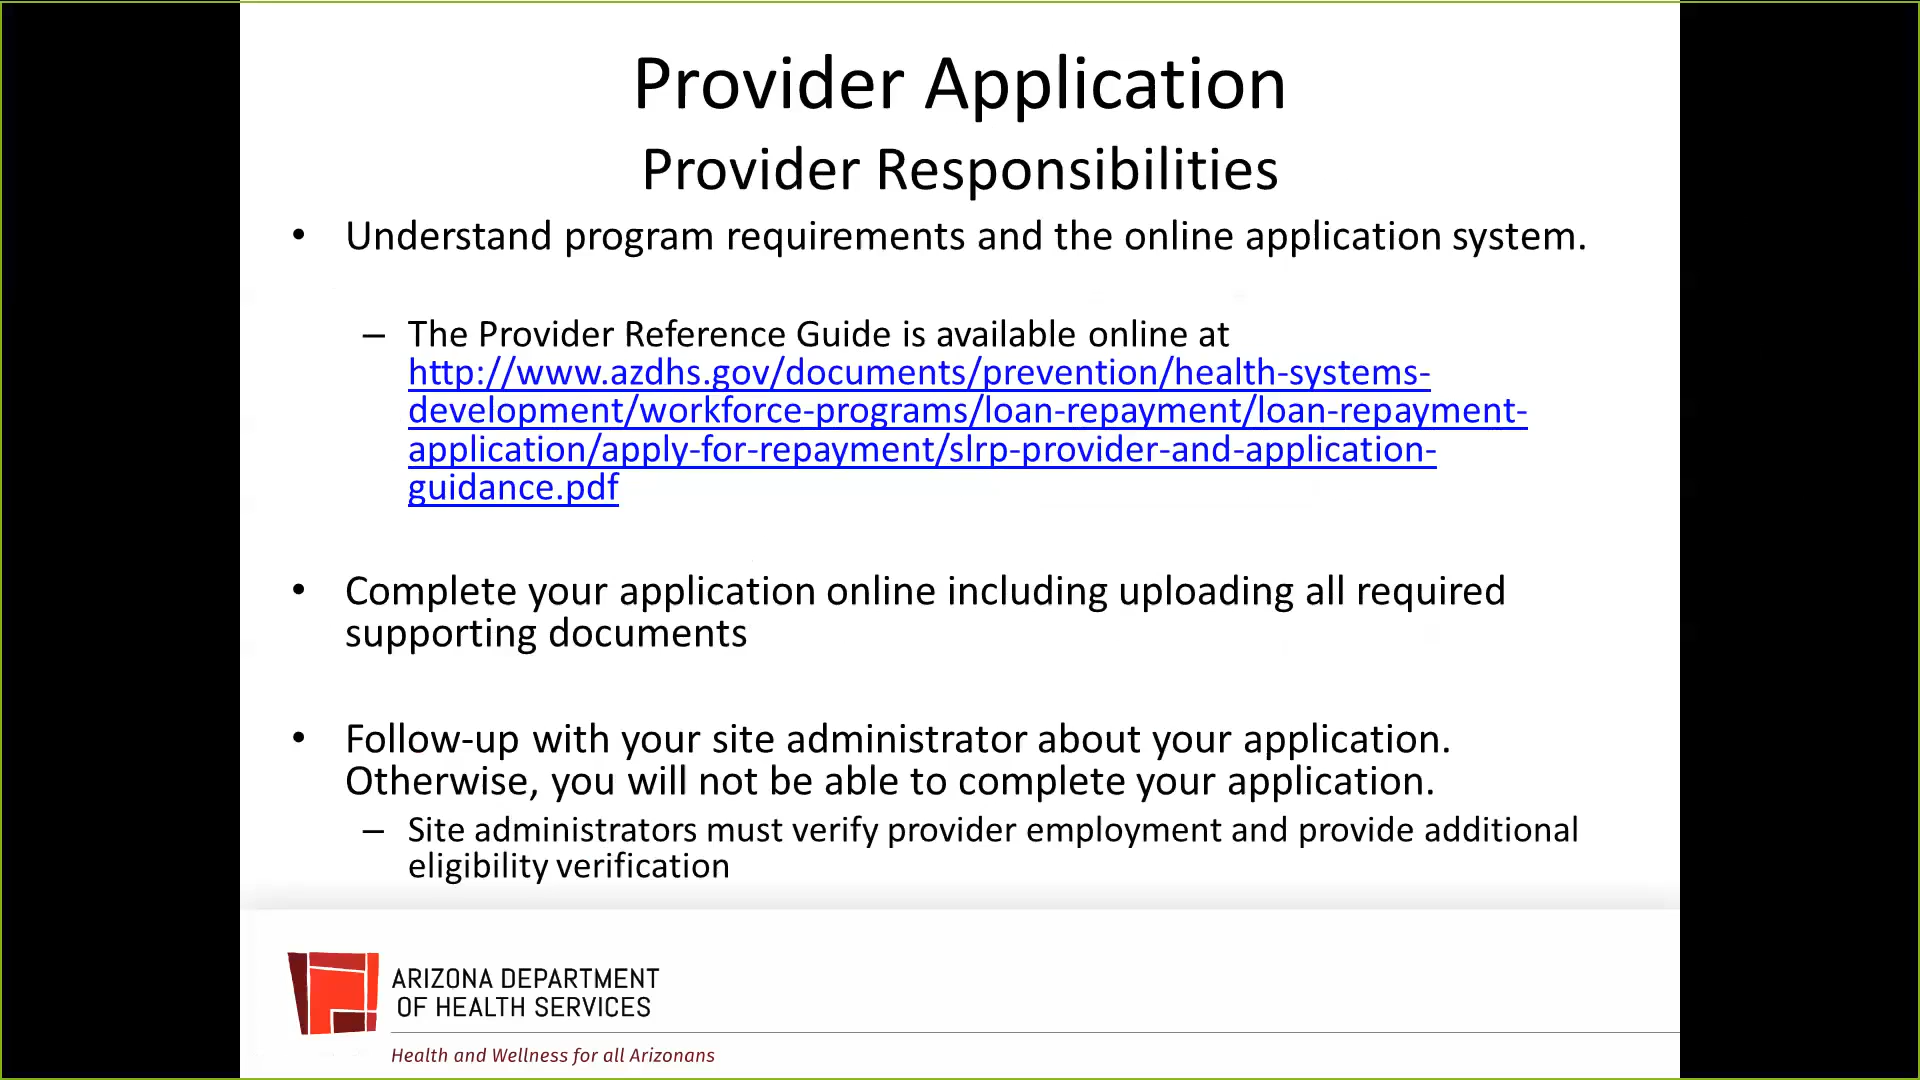 Provider Application
Provider Responsibilities
• Understand program requirements and the online application system.
– The Provider Reference Guide is available online at
http://www.azdhs.gov/documents/prevention/health-systems-
development/workforce-programs/loan-repayment/loan-repayment-
application/apply-for-repayment/slrp-provider-and-application-
guidance.pdf
• Complete your application online including uploading all required
supporting documents
• Follow-up with your site administrator about your application.
Otherwise, you will not be able to complete your application.
– Site administrators must verify provider employment and provide additional
eligibility verification
ARIZONA DEPARTMENT
OF HEALTH SERVICES
Health and Wellness for all Arizonans